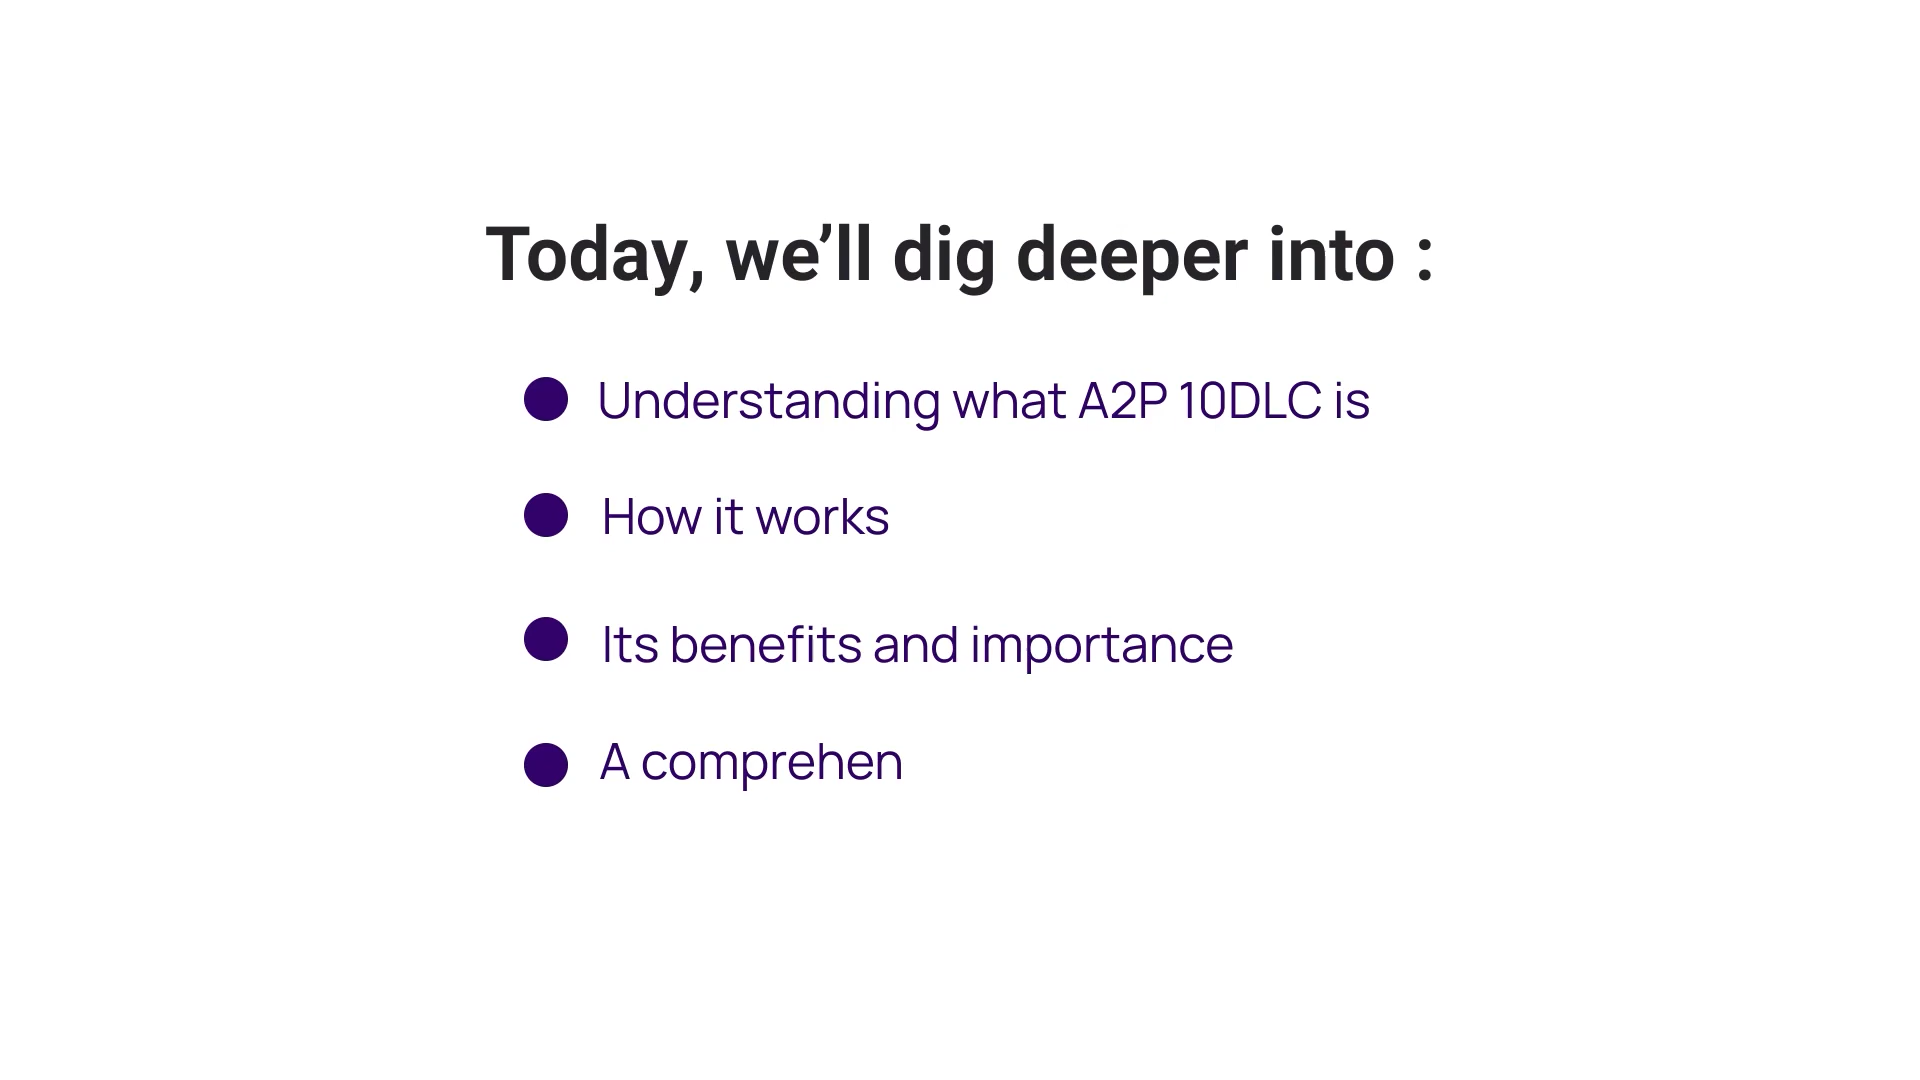 Today, we’ll dig deeper into :
Understanding what A2P 10DLC is
How it works
Its benefits and importance
A comprehen